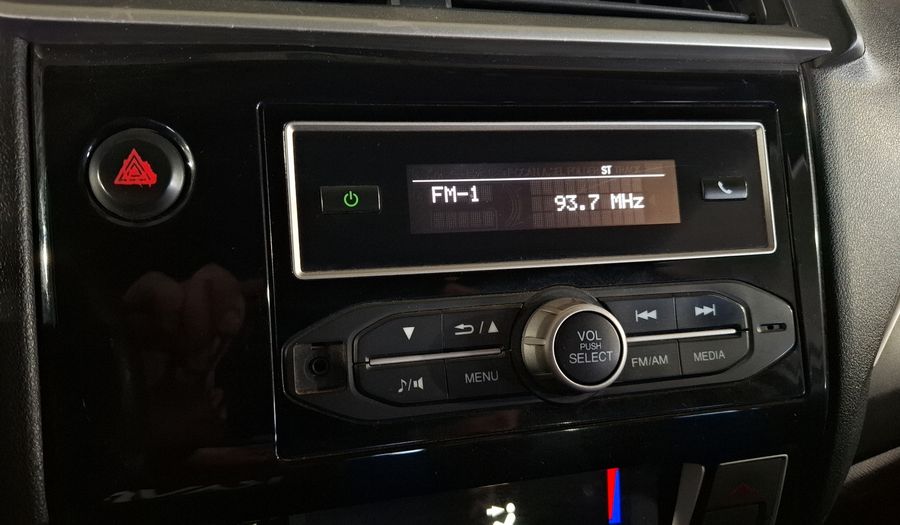 ST
FM-1
93.7 MHz
VOL
PUSH
SELECT
MENU
FM/AM
MEDIA